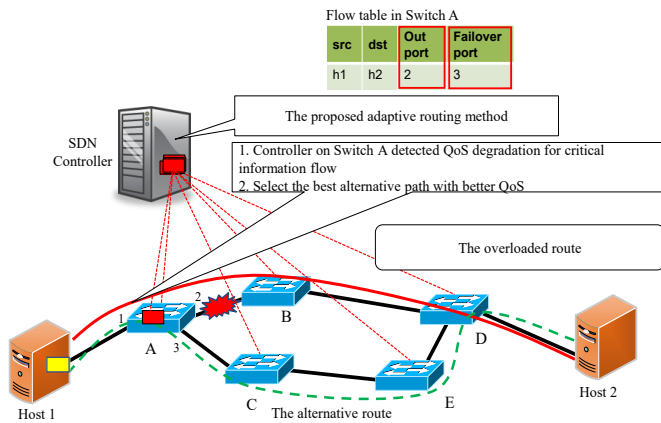 Flow table in Switch A
src dst Out port Failover port
h1 h2 2 3
The proposed adaptive routing method
SDN
Controller
1. Controller on Switch A detected QoS degradation for critical
information flow
2. Select the best alternative path with better QoS
The overloaded route
1
2
3
A
B
C
D
E
Host 1
Host 2
The alternative route